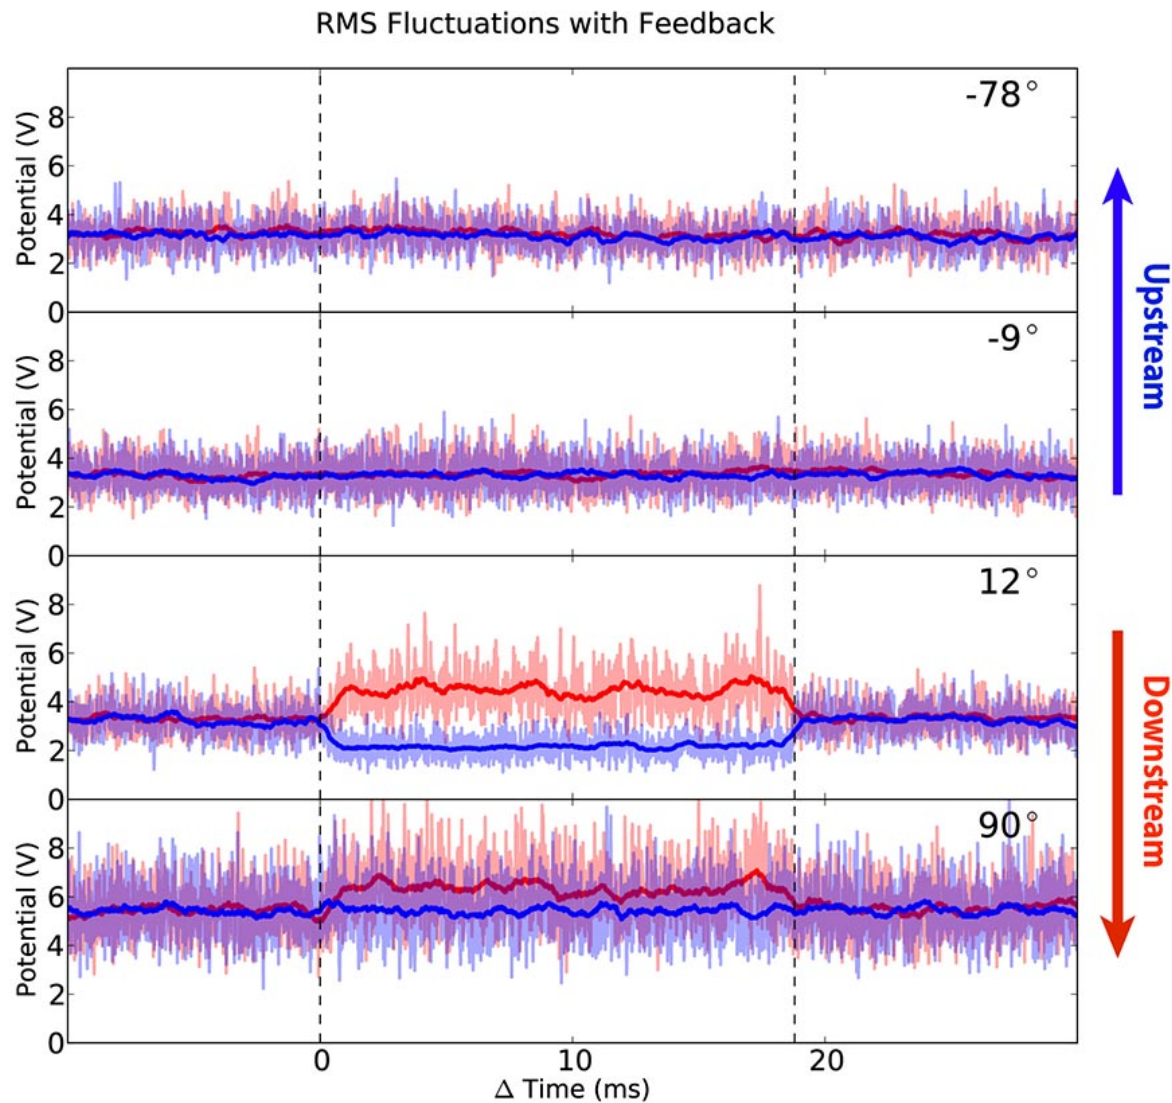 RMS Fluctuations with Feedback
-78°
Potential (V)
8
6
4
2
0
-9°
Potential (V)
8
6
4
2
0
Upstream
12°
Potential (V)
8
6
4
2
0
90°
Potential (V)
8
6
4
2
0
Downstream
0 10 20
Δ Time (ms)